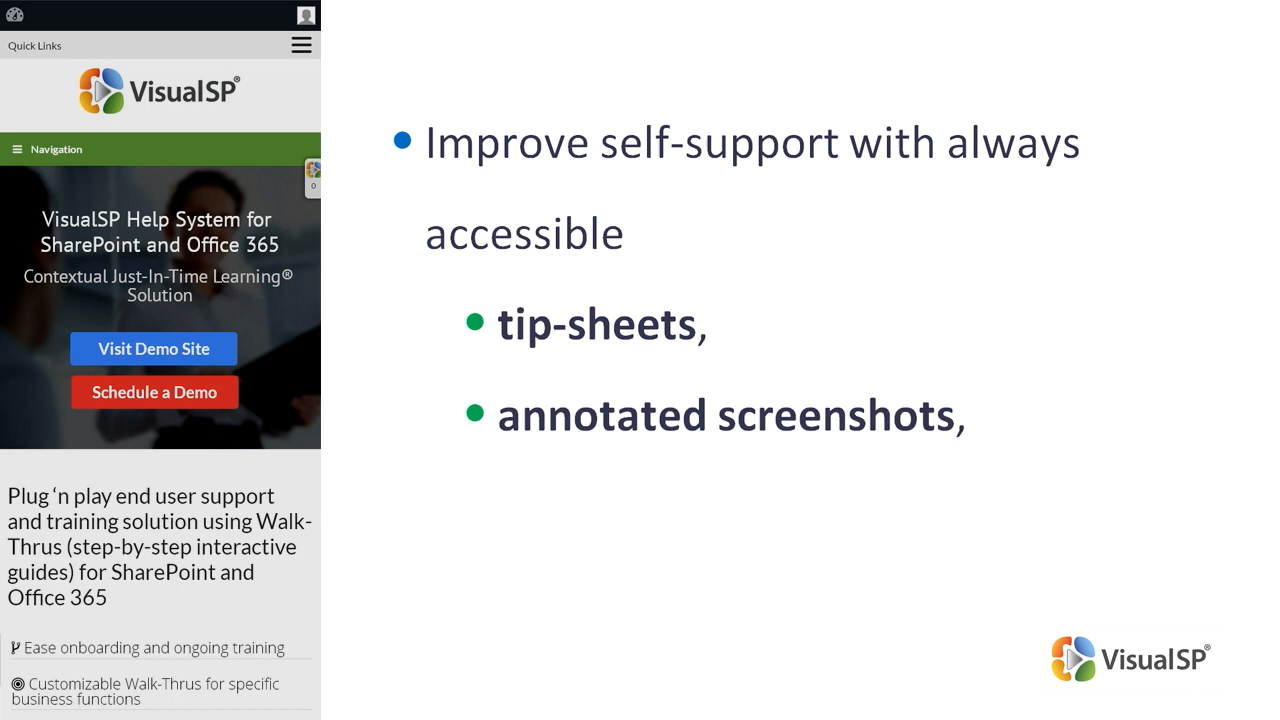 Quick Links
VisualSP®
Navigation
0
VisualSP Help System for
SharePoint and Office 365
Contextual Just-In-Time Learning®
Solution
Visit Demo Site
Schedule a Demo
Plug ‘n play end user support
and training solution using Walk-
Thrus (step-by-step interactive
guides) for SharePoint and
Office 365
Ease onboarding and ongoing training
Customizable Walk-Thrus for specific
business functions
• Improve self-support with always
accessible
• tip-sheets,
• annotated screenshots,
VisualSP®